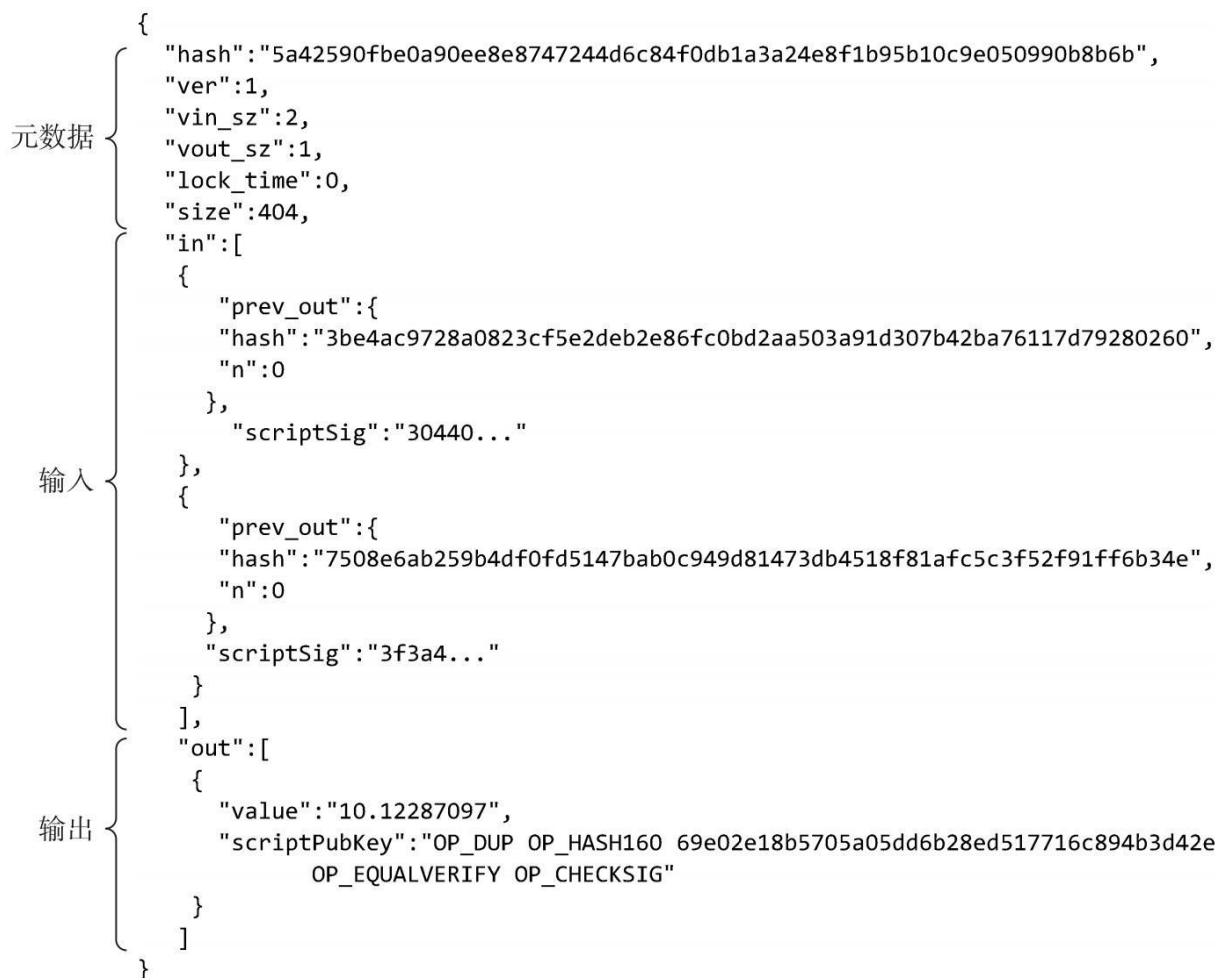 {
"hash":"5a42590fbe0a90ee8e8747244d6c84f0db1a3a24e8f1b95b10c9e050990b8b6b",
"ver":1,
"vin_sz":2,
元数据
"vout_sz":1,
"lock_time":0,
"size":404,
"in":[
{
"prev_out":{
"hash":"3be4ac9728a0823cf5e2deb2e86fc0bd2aa503a91d307b42ba76117d79280260",
"n":0
},
"scriptSig":"30440..."
},
输入
{
"prev_out":{
"hash":"7508e6ab259b4df0fd5147bab0c949d81473db4518f81afc5c3f52f91ff6b34e",
"n":0
},
"scriptSig":"3f3a4..."
}
],
"out":[
{
"value":"10.12287097",
输出
"scriptPubKey":"OP_DUP OP_HASH160 69e02e18b5705a05dd6b28ed517716c894b3d42e
OP_EQUALVERIFY OP_CHECKSIG"
}
]
}